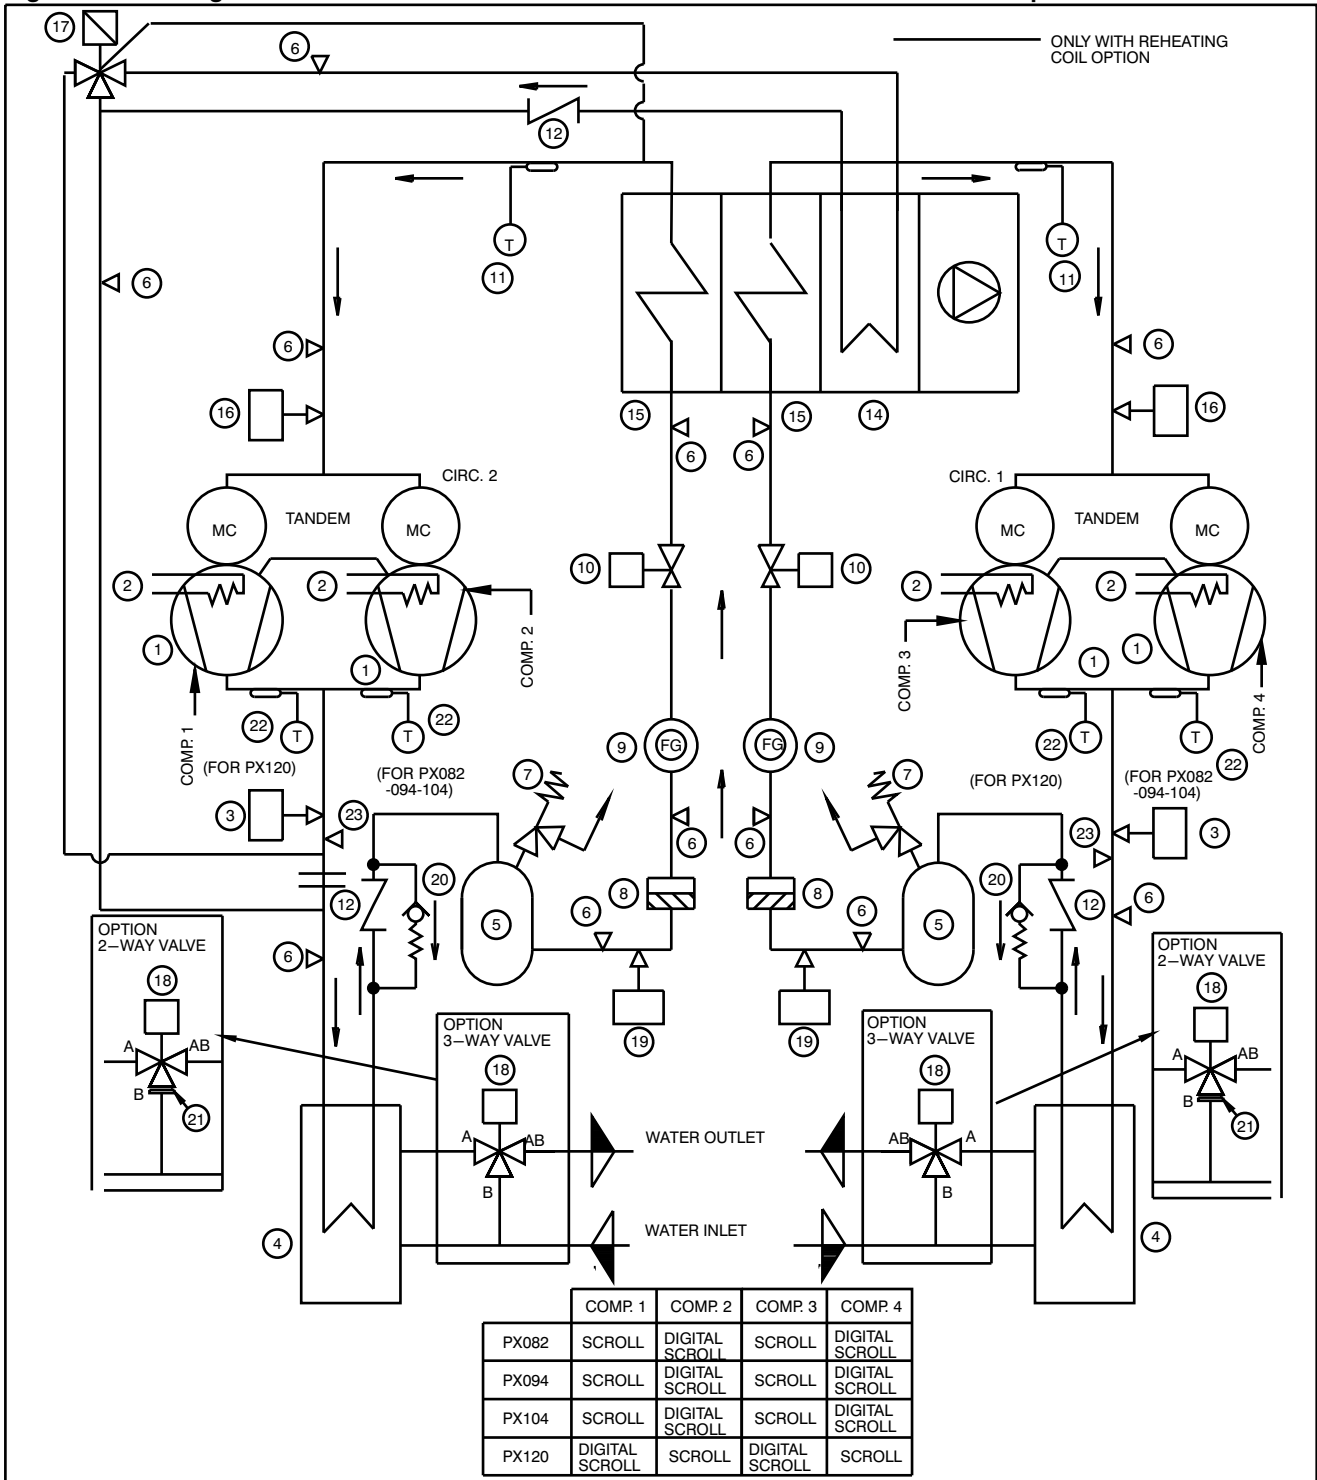 17
6
ONLY WITH REHEATING
COIL OPTION
12
T
11
T
11
6
6
6
16
15
15
14
16
6
6
CIRC. 2
CIRC. 1
MC
TANDEM
MC
MC
TANDEM
MC
2
2
10
10
2
2
1
1
COMP. 2
COMP. 3
1
1
COMP. 1
22
T
T
22
9
FG
FG
9
22
T
T
22
COMP. 4
(FOR PX120)
(FOR PX082
-094-104)
7
7
(FOR PX120)
(FOR PX082
-094-104)
3
23
6
6
23
3
20
8
8
20
12
5
6
6
5
12
6
OPTION
2–WAY VALVE
6
OPTION
2–WAY VALVE
18
A
AB
B
21
19
19
18
A
AB
B
21
OPTION
3–WAY VALVE
18
A
AB
B
OPTION
3–WAY VALVE
18
AB
A
B
WATER OUTLET
WATER INLET
4
4
COMP. 1 COMP. 2 COMP. 3 COMP. 4
PX082 SCROLL DIGITAL SCROLL SCROLL DIGITAL SCROLL
PX094 SCROLL DIGITAL SCROLL SCROLL DIGITAL SCROLL
PX104 SCROLL DIGITAL SCROLL SCROLL DIGITAL SCROLL
PX120 DIGITAL SCROLL SCROLL DIGITAL SCROLL SCROLL